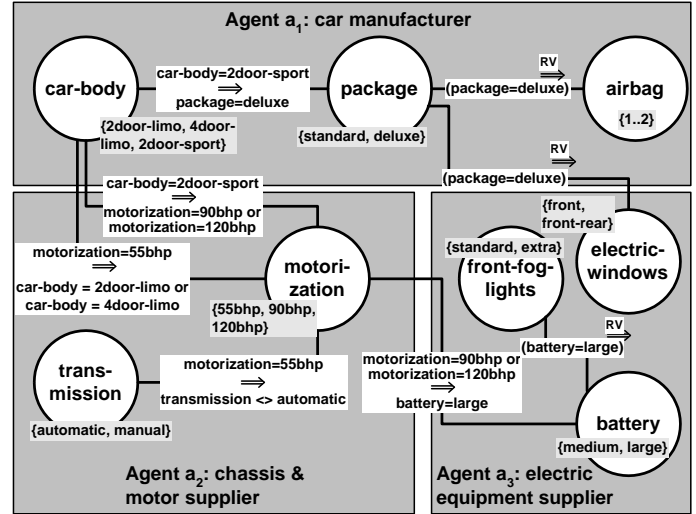 Agent a1: car manufacturer
car-body
car-body=2door-sport
⇒
package=deluxe
package
RV
⇒
(package=deluxe)
airbag
{1..2}
{2door-limo, 4door-
limo, 2door-sport}
{standard, deluxe}
RV
⇒
(package=deluxe)
car-body=2door-sport
⇒
motorization=90bhp or
motorization=120bhp
{front,
front-rear}
electric-
windows
motorization=55bhp
⇒
car-body = 2door-limo or
car-body = 4door-limo
motori-
zation
{55bhp, 90bhp,
120bhp}
{standard, extra}
front-fog-
lights
RV
⇒
(battery=large)
trans-
mission
{automatic, manual}
motorization=55bhp
⇒
transmission <> automatic
motorization=90bhp or
motorization=120bhp
⇒
battery=large
battery
{medium, large}
Agent a2: chassis &
motor supplier
Agent a3: electric
equipment supplier